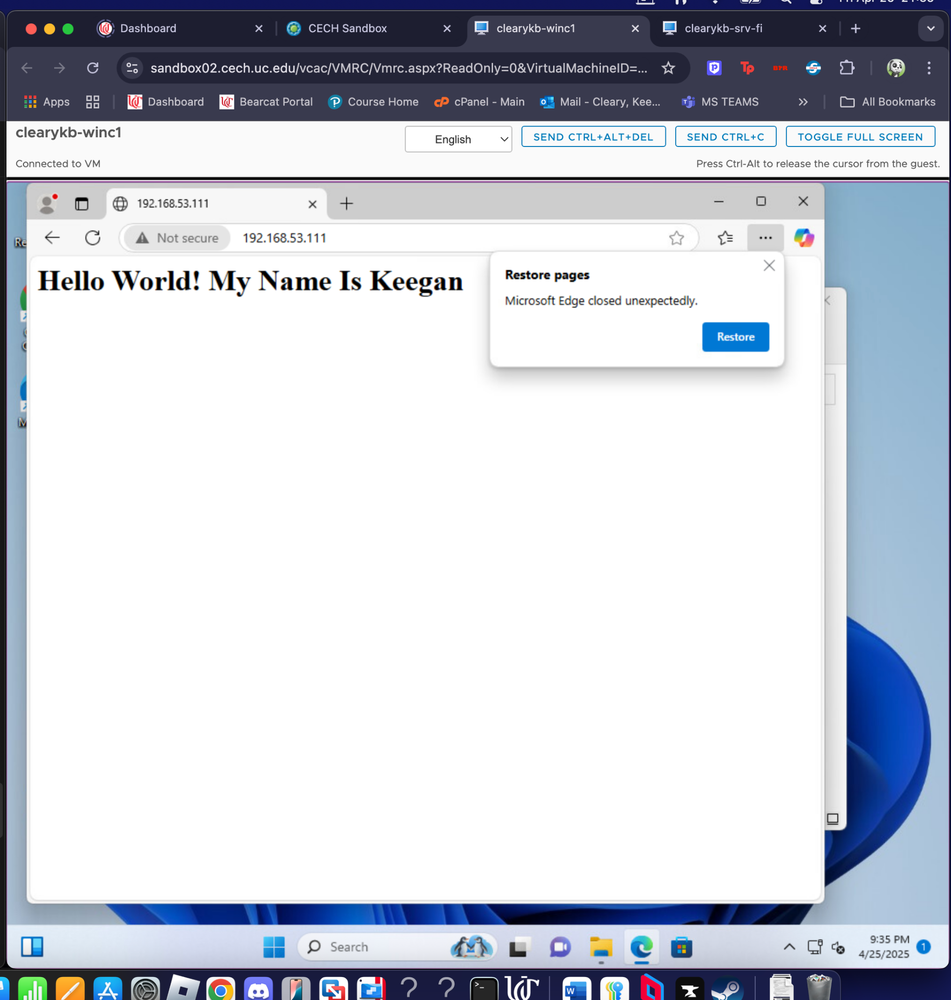 Dashboard
CECH Sandbox
clearykb-winc1
clearykb-srv-fi
sandbox02.cech.uc.edu/vcac/VMRC/Vmrc.aspx?ReadOnly=0&VirtualMachineID=...
Tp
Apps
Dashboard
Bearcat Portal
Course Home
cPanel - Main
Mail - Cleary, Kee...
MS TEAMS
All Bookmarks
clearykb-winc1
English
SEND CTRL+ALT+DEL
SEND CTRL+C
TOGGLE FULL SCREEN
Connected to VM
Press Ctrl-Alt to release the cursor from the guest.
192.168.53.111
Not secure
192.168.53.111
Re
Hello World! My Name Is Keegan
Restore pages
Microsoft Edge closed unexpectedly.
Restore
Search
9:35 PM
4/25/2025
1